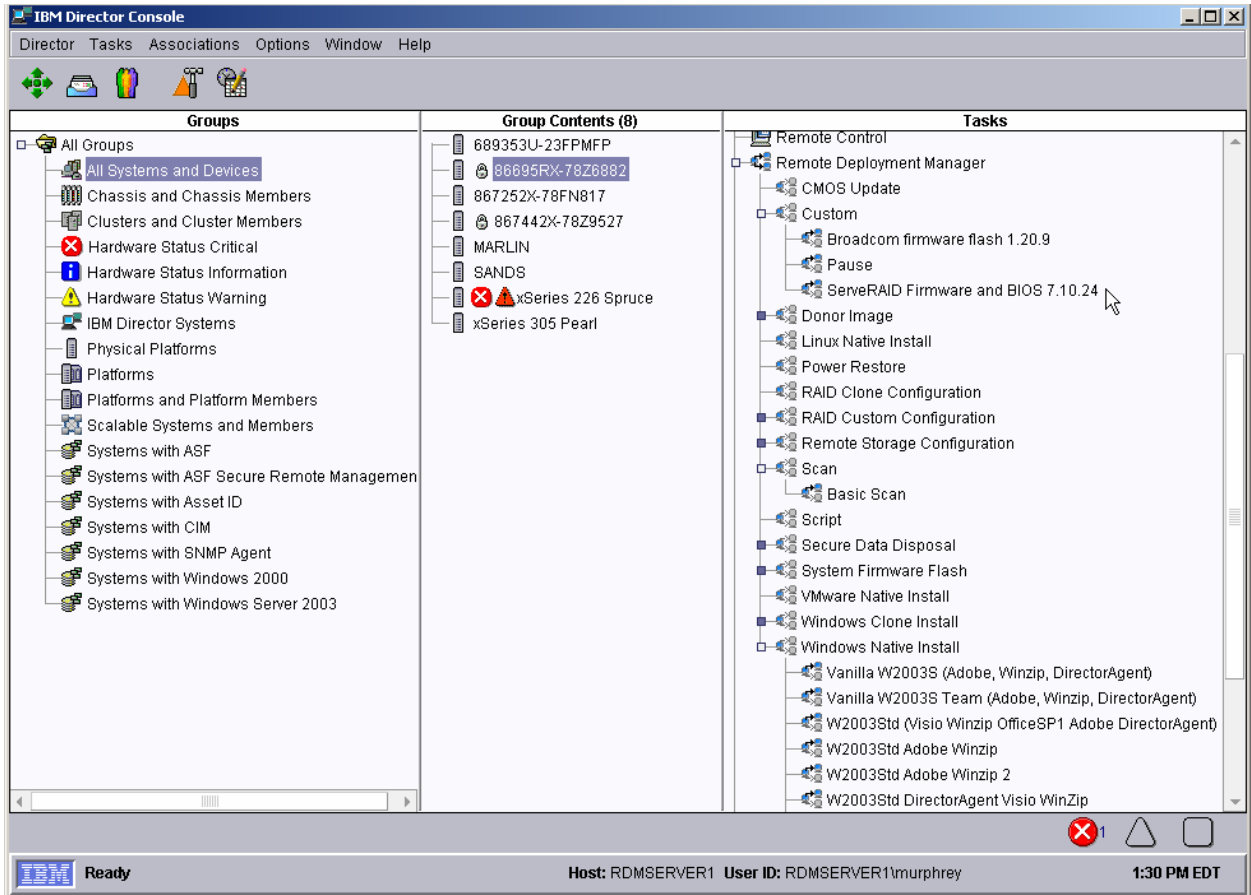 IBM Director Console
Director Tasks Associations Options Window Help
Groups
All Groups
All Systems and Devices
Chassis and Chassis Members
Clusters and Cluster Members
Hardware Status Critical
Hardware Status Information
Hardware Status Warning
IBM Director Systems
Physical Platforms
Platforms
Platforms and Platform Members
Scalable Systems and Members
Systems with ASF
Systems with ASF Secure Remote Managemen
Systems with Asset ID
Systems with CIM
Systems with SNMP Agent
Systems with Windows 2000
Systems with Windows Server 2003
Group Contents (8)
689353U-23FPMFP
86695RX-78Z6882
867252X-78FN817
867442X-78Z9527
MARLIN
SANDS
xSeries 226 Spruce
xSeries 305 Pearl
Tasks
Remote Control
Remote Deployment Manager
CMOS Update
Custom
Broadcom firmware flash 1.20.9
Pause
ServeRAID Firmware and BIOS 7.10.24
Donor Image
Linux Native Install
Power Restore
RAID Clone Configuration
RAID Custom Configuration
Remote Storage Configuration
Scan
Basic Scan
Script
Secure Data Disposal
System Firmware Flash
VMware Native Install
Windows Clone Install
Windows Native Install
Vanilla W2003S (Adobe, Winzip, DirectorAgent)
Vanilla W2003S Team (Adobe, Winzip, DirectorAgent)
W2003Std (Visio Winzip OfficeSP1 Adobe DirectorAgent)
W2003Std Adobe Winzip
W2003Std Adobe Winzip 2
W2003Std DirectorAgent Visio WinZip
1
IBM Ready Host: RDMSERVER1 User ID: RDMSERVER1\murphrey 1:30 PM EDT